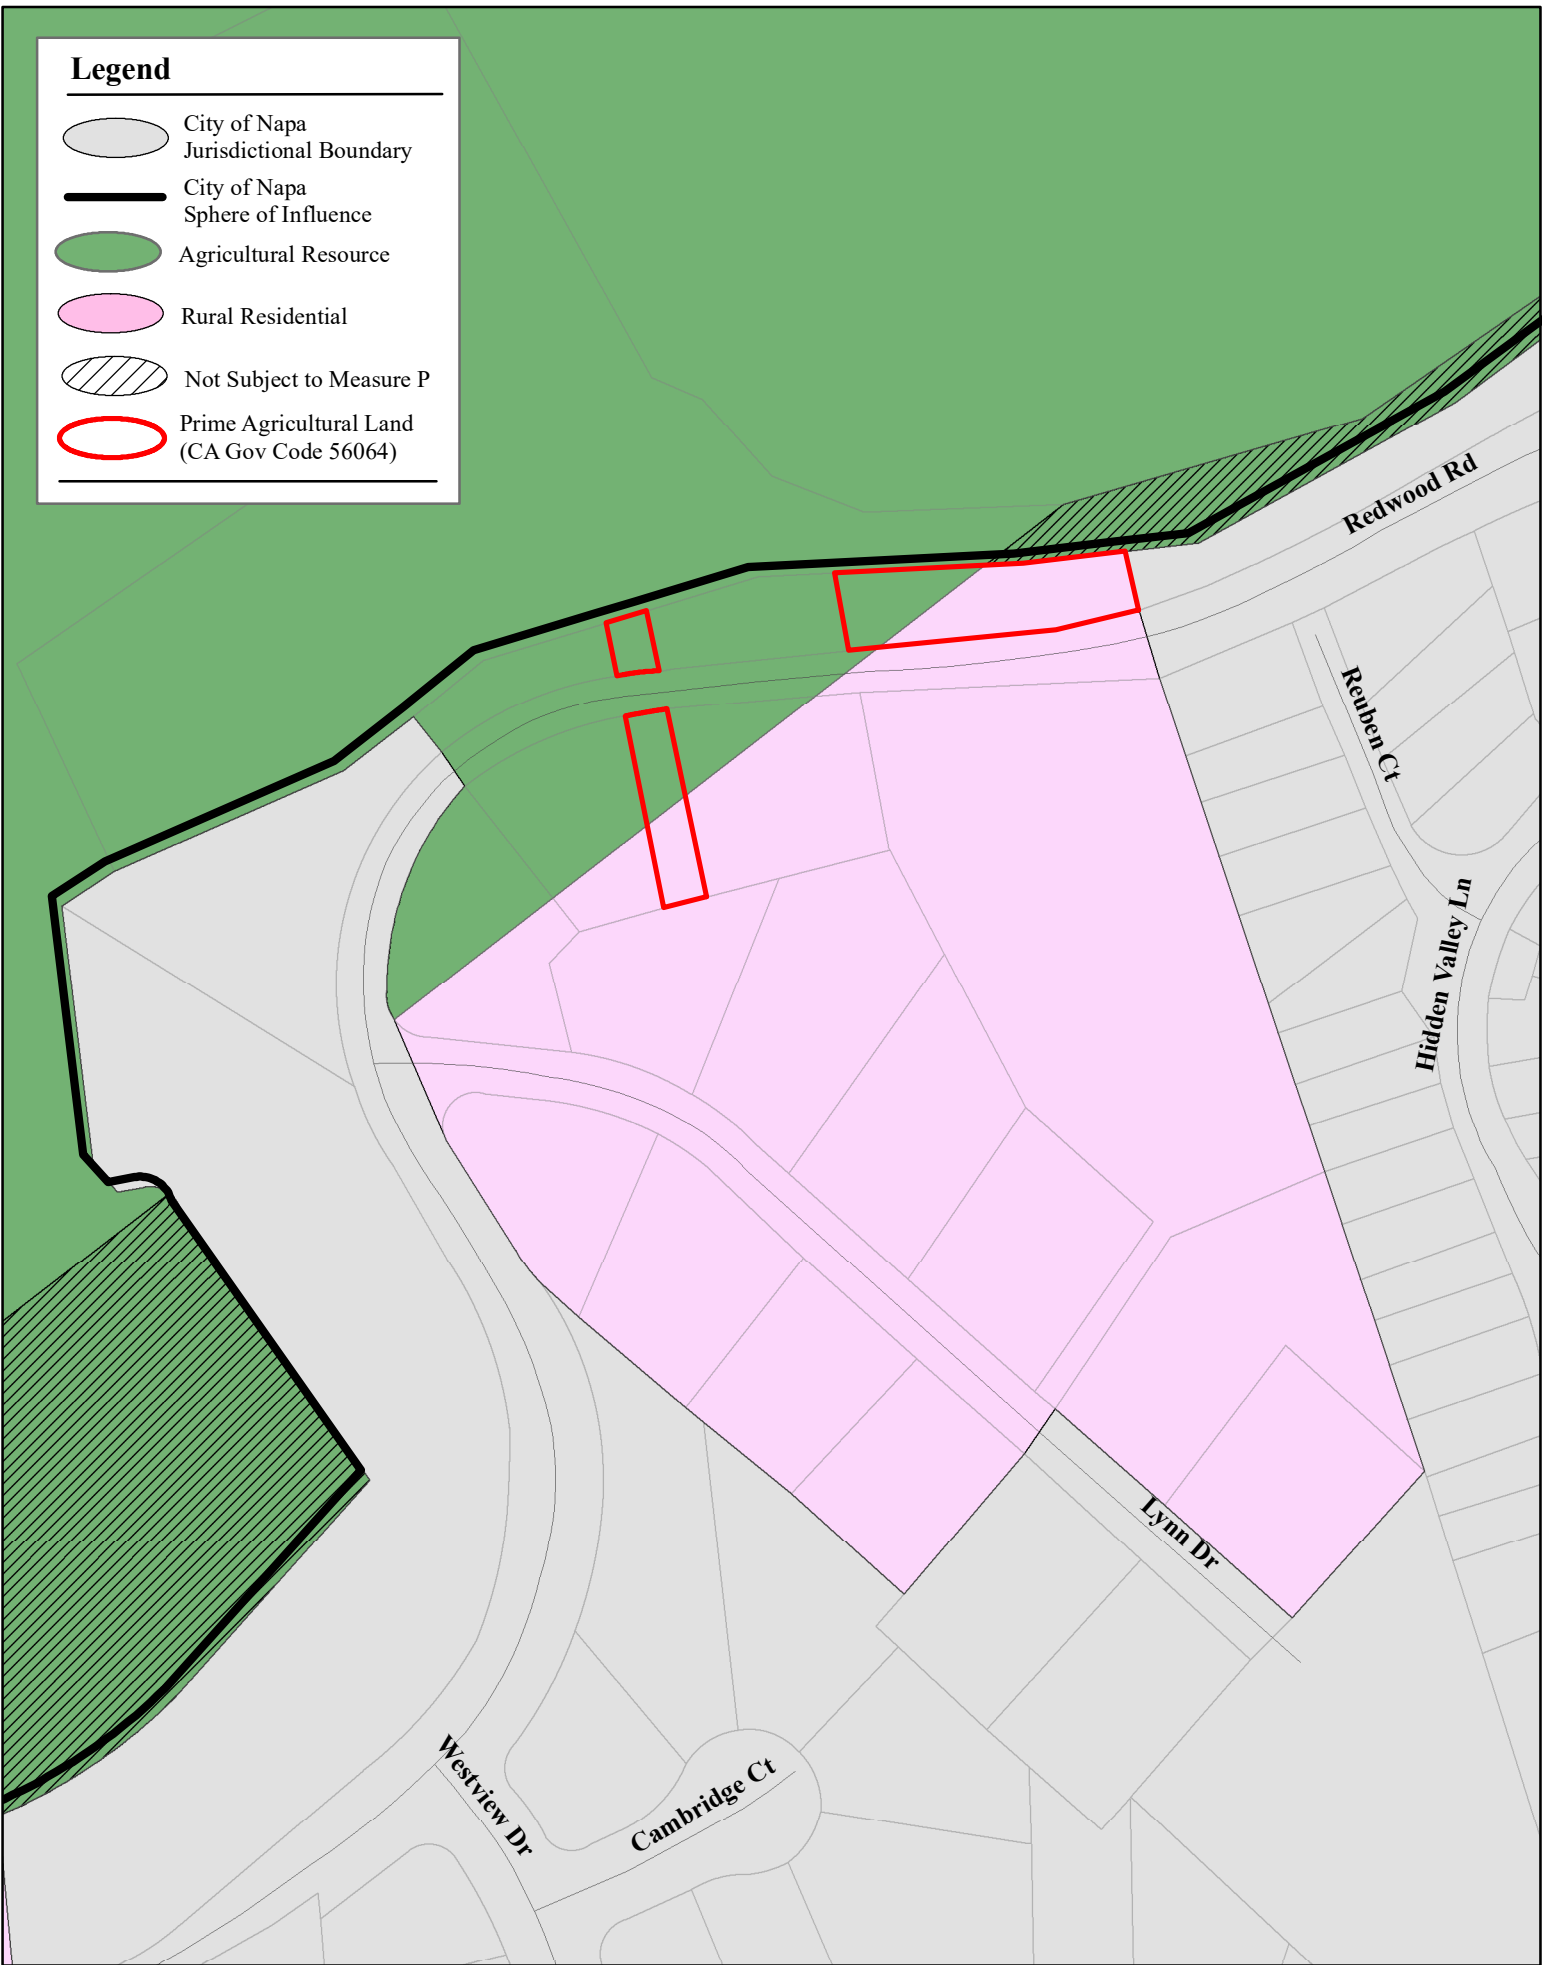 Legend
City of Napa
Jurisdictional Boundary
City of Napa
Sphere of Influence
Agricultural Resource
Rural Residential
Not Subject to Measure P
Prime Agricultural Land
(CA Gov Code 56064)
Redwood Rd
Reuben Ct
Hidden Valley Ln
Lynn Dr
Westview Dr
Cambridge Ct